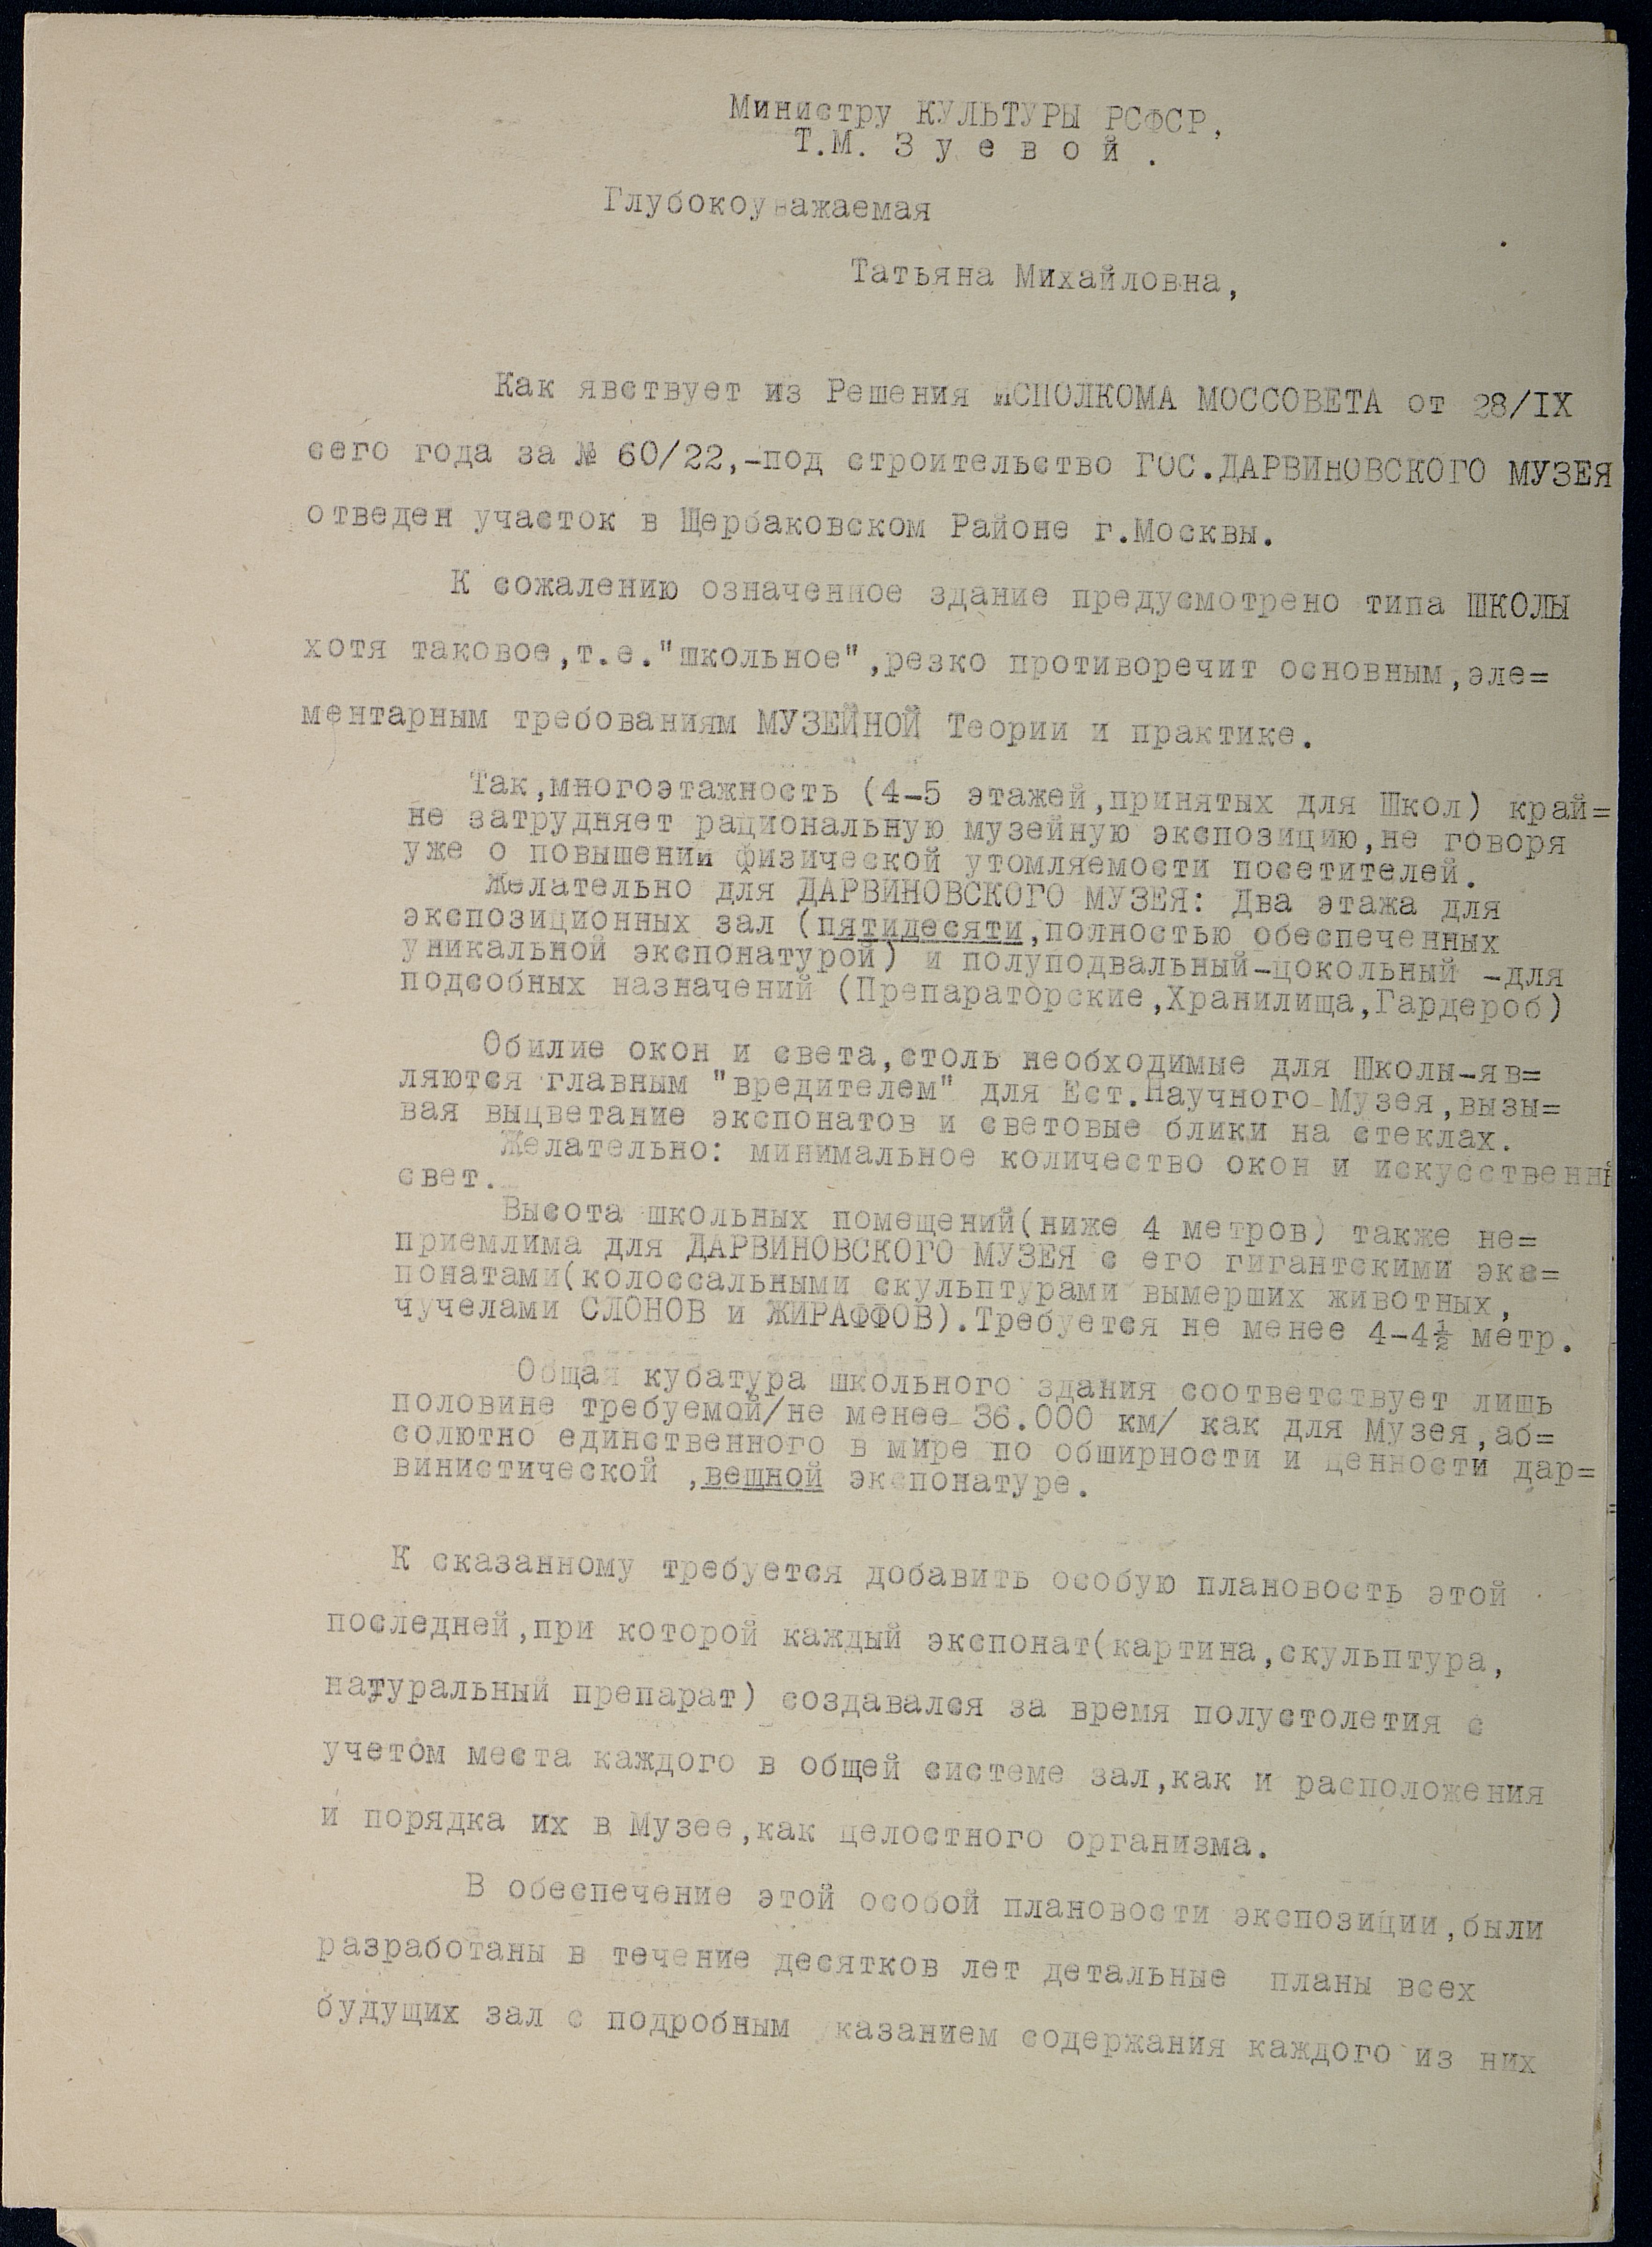 Министру КУЛЬТУРЫ РСФСР,
Т.М. З у е в о й .
Глубокоуважаемая
Татьяна Михайловна,
Как явствует из Решения ИСПОЛКОМА МОССОВЕТА от 28/IX
сего года за № 60/22,-под строительство ГОС.ДАРВИНОВСКОГО МУЗЕЯ
отведен участок в Щербаковском Районе г.Москвы.
К сожалению означенное здание предусмотрено типа ШКОЛЫ
хотя таковое,т.е."школьное",резко противоречит основным,эле=
ментарным требованиям МУЗЕЙНОЙ Теории и практике.
Так,многоэтажность (4-5 этажей,принятых для Школ) край=
не затрудняет рациональную музейную экспозицию,не говоря
уже о повышении физической утомляемости посетителей.
Желательно для ДАРВИНОВСКОГО МУЗЕЯ: Два этажа для
экспозиционных зал (пятидесяти,полностью обеспеченных
уникальной экспонатурой) и полуподвальный-цокольный -для
подсобных назначений (Препараторские,Хранилища,Гардероб)
Обилие окон и света,столь необходимые для Школы-яв=
ляются главным "вредителем" для Ест.Научного Музея,вызы=
вая выцветание экспонатов и световые блики на стеклах.
Желательно: минимальное количество окон и искусственны
свет.
Высота школьных помещений(ниже 4 метров) также не=
приемлима для ДАРВИНОВСКОГО МУЗЕЯ с его гигантскими экс=
понатами(колоссальными скульптурами вымерших животных,
чучелами СЛОНОВ и ЖИРАФФОВ).Требуется не менее 4-4½ метр.
Общая кубатура школьного здания соответствует лишь
половине требуемой/не менее 36.000 км/ как для Музея,аб=
солютно единственного в мире по обширности и ценности дар=
винистической ,вещной экспонатуре.
К сказанному требуется добавить особую плановость этой
последней,при которой каждый экспонат(картина,скульптура,
натуральный препарат) создавался за время полустолетия с
учетом места каждого в общей системе зал,как и расположения
и порядка их в Музее,как целостного организма.
В обеспечение этой особой плановости экспозиции,были
разработаны в течение десятков лет детальные планы всех
будущих зал с подробным указанием содержания каждого из них